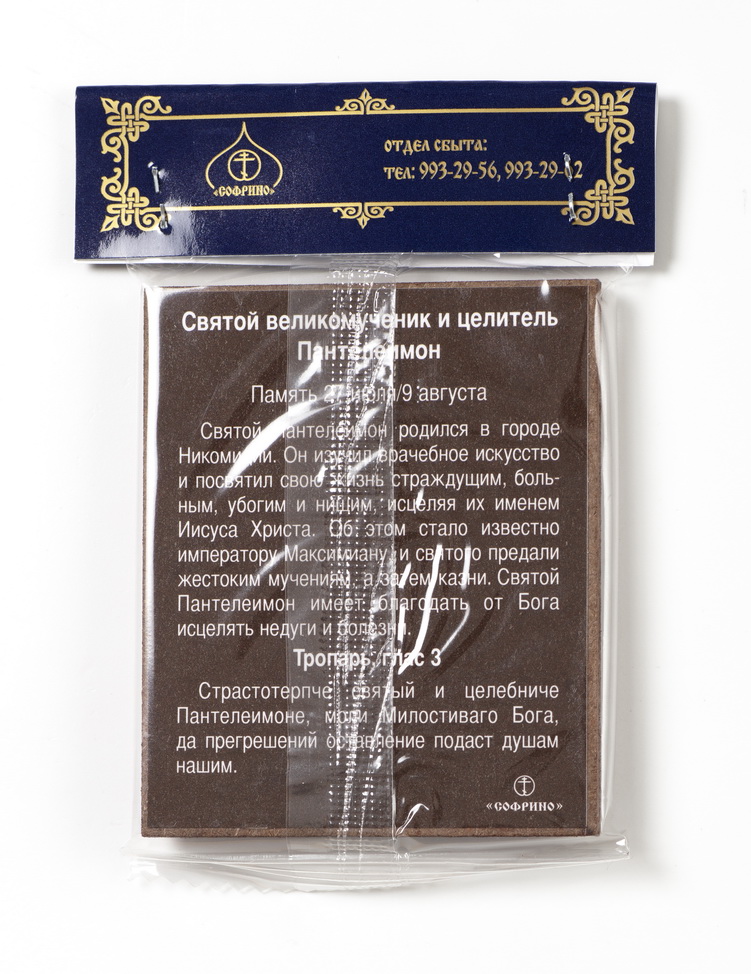 ОТДЕЛ СБЫТА:
«СОФРИНО»
ТЕЛ: 993-29-56,
Святой великомученик и целитель
Пантелеимон
Память 27 июля/9 августа
Святой Пантелеимон родился в городе
Никомидии. Он изучил врачебное искусство
и посвятил свою жизнь страждущим, боль-
ным, убогим и нищим, исцеляя их именем
Иисуса Христа. Об этом стало известно
императору Максимиану, и святого предали
жестоким мучениям, а затем казни. Святой
Пантелеимон имеет благодать от Бога
исцелять недуги и болезни.
Тропарь, глас 3
Страстотерпче святый и целебниче
Пантелеимоне, моли Милостиваго Бога,
да прегрешений оставление подаст душам
нашим.
«СОФРИНО»